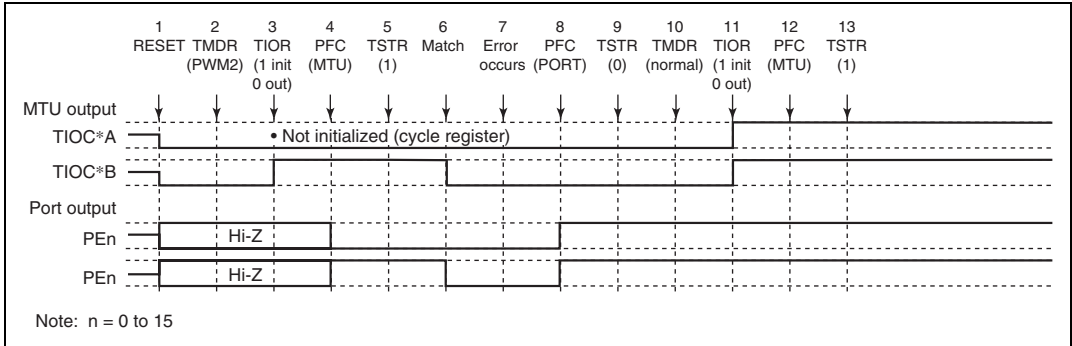 1 2 3 4 5 6 7 8 9 10 11 12 13
RESET TMDR TIOR PFC TSTR Match Error PFC TSTR TMDR TIOR PFC TSTR
(PWM2) (1 init (MTU) (1) occurs (PORT) (0) (normal) (1 init (MTU) (1)
0 out) 0 out)
MTU output
TIOC*A • Not initialized (cycle register)
TIOC*B
Port output
PEn Hi-Z
PEn Hi-Z
Note: n = 0 to 15